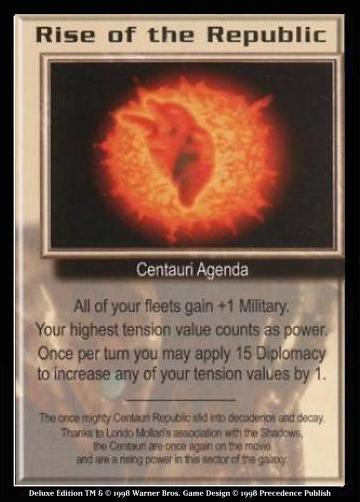 Rise of the Republic
Centauri Agenda
All of your fleets gain +1 Military.
Your highest tension value counts as power.
Once per turn you may apply 15 Diplomacy
to increase any of your tension values by 1.
The once mighty Centauri Republic slid into decadence and decay.
Thanks to Londo Mollari's association with the Shadows,
the Centauri are once again on the move
and are a rising power in this sector of the galaxy.
Deluxe Edition TM & © 1998 Warner Bros. Game Design © 1998 Precedence Publish